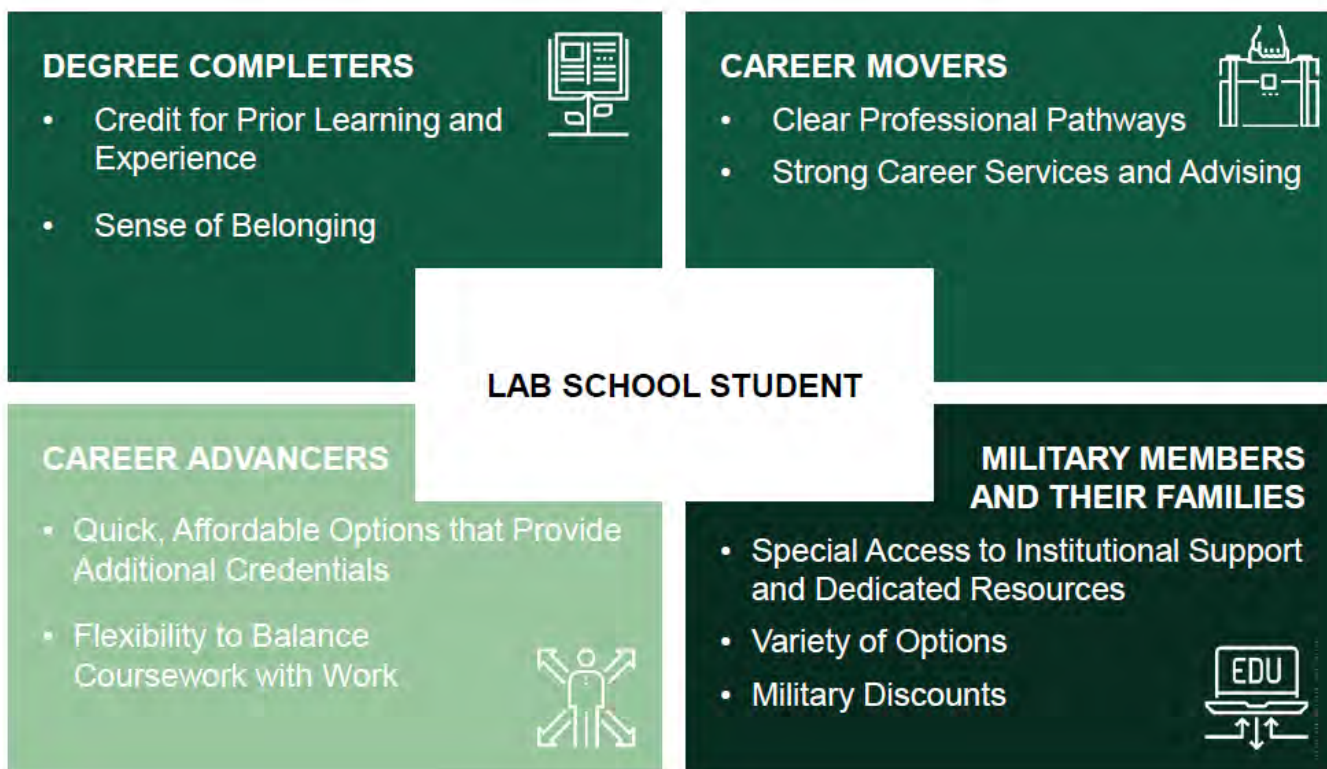 DEGREE COMPLETERS
• Credit for Prior Learning and
Experience
• Sense of Belonging
CAREER MOVERS
• Clear Professional Pathways
• Strong Career Services and Advising
LAB SCHOOL STUDENT
CAREER ADVANCERS
• Quick, Affordable Options that Provide
Additional Credentials
• Flexibility to Balance
Coursework with Work
MILITARY MEMBERS
AND THEIR FAMILIES
• Special Access to Institutional Support
and Dedicated Resources
• Variety of Options
• Military Discounts
EDU